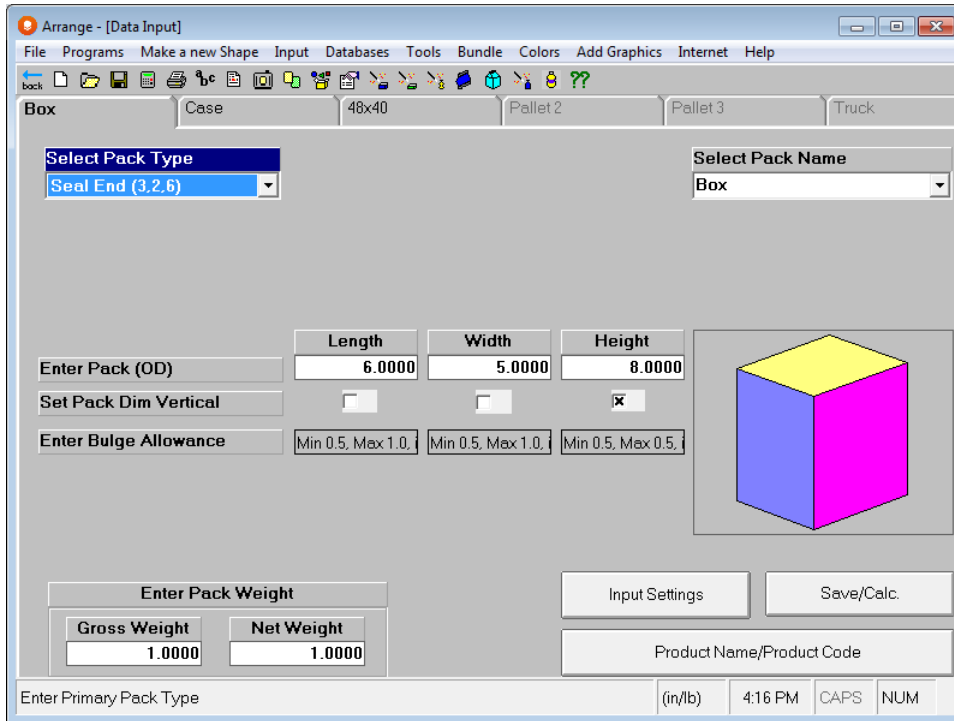 Arrange - [Data Input]
File Programs Make a new Shape Input Databases Tools Bundle Colors Add Graphics Internet Help
back abc ??
Box Case 48x40 Pallet 2 Pallet 3 Truck
Select Pack Type Select Pack Name
Seal End (3,2,6) Box
Length Width Height
Enter Pack (OD) 6.0000 5.0000 8.0000
Set Pack Dim Vertical
Enter Bulge Allowance Min 0.5, Max 1.0, i Min 0.5, Max 1.0, i Min 0.5, Max 0.5, i
Enter Pack Weight Input Settings Save/Calc.
Gross Weight Net Weight
1.0000 1.0000 Product Name/Product Code
Enter Primary Pack Type (in/lb) 4:16 PM CAPS NUM